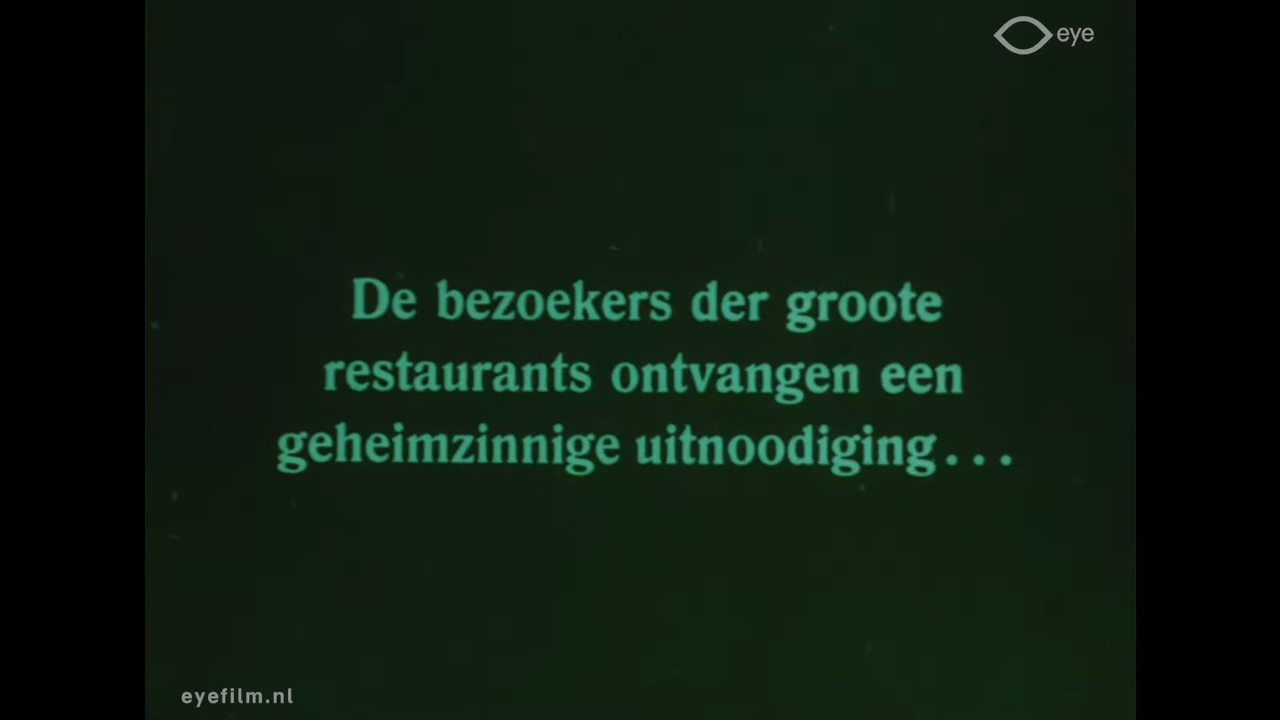 eye
De bezoekers der groote
restaurants ontvangen een
geheimzinnige uitnoodiging...
eyefilm.nl